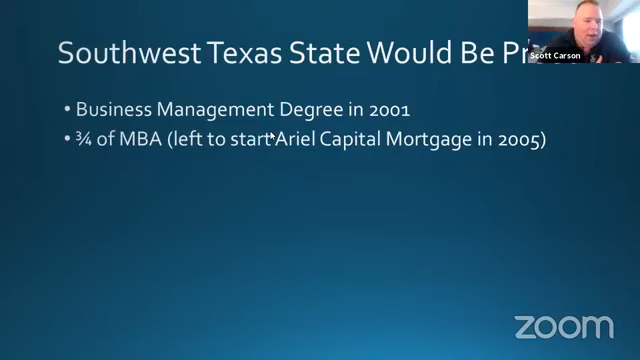 Southwest Texas State Would Be
Scott Carson
• Business Management Degree in 2001
• ¾ of MBA (left to start Ariel Capital Mortgage in 2005)
zoom